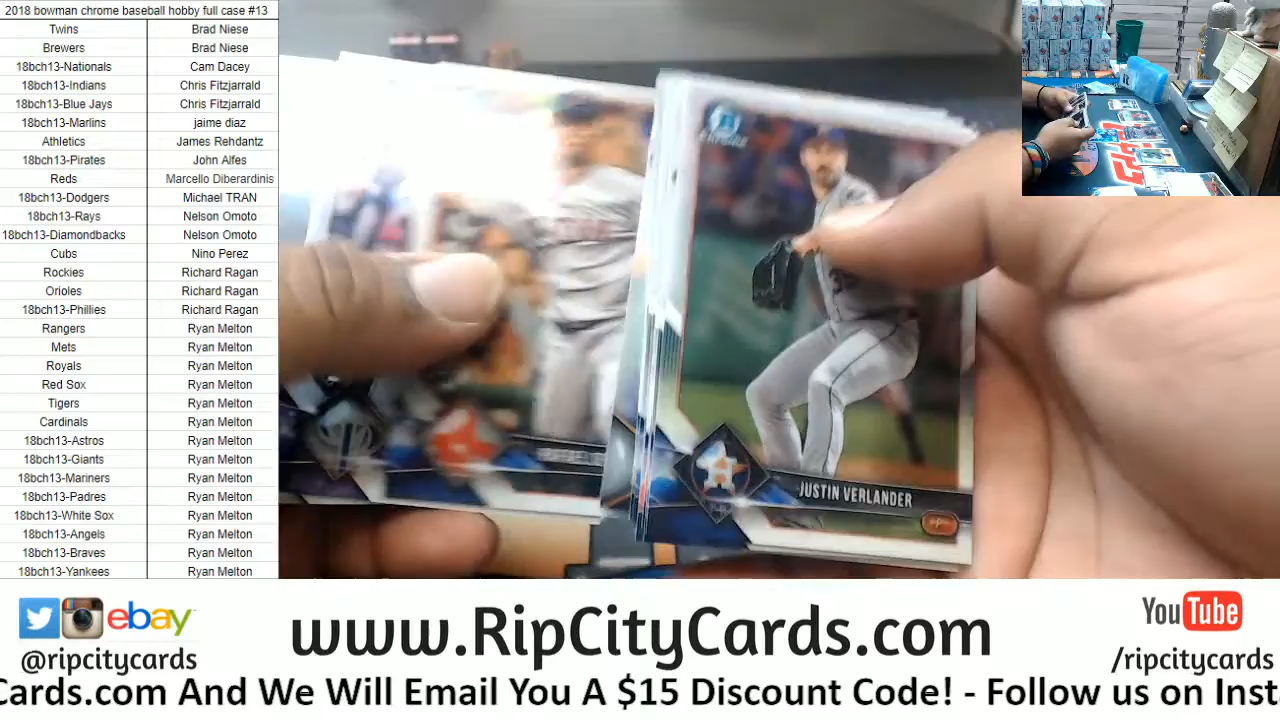 2018 bowman chrome baseball hobby full case #13
Twins Brad Niese
Brewers Brad Niese
18bch13-Nationals Cam Dacey
18bch13-Indians Chris Fitzjarrald
18bch13-Blue Jays Chris Fitzjarrald
18bch13-Marlins jaime diaz
Athletics James Rehdantz
18bch13-Pirates John Alfes
Reds Marcello Diberardinis
18bch13-Dodgers Michael TRAN
18bch13-Rays Nelson Omoto
18bch13-Diamondbacks Nelson Omoto
Cubs Nino Perez
Rockies Richard Ragan
Orioles Richard Ragan
18bch13-Phillies Richard Ragan
Rangers Ryan Melton
Mets Ryan Melton
Royals Ryan Melton
Red Sox Ryan Melton
Tigers Ryan Melton
Cardinals Ryan Melton
18bch13-Astros Ryan Melton
18bch13-Giants Ryan Melton
18bch13-Mariners Ryan Melton
18bch13-Padres Ryan Melton
18bch13-White Sox Ryan Melton
18bch13-Angels Ryan Melton
18bch13-Braves Ryan Melton
18bch13-Yankees Ryan Melton
Chrome
H
JUSTIN VERLANDER
ebay
@ripcitycards
www.RipCityCards.com
YouTube
/ripcitycards
Cards.com And We Will Email You A $15 Discount Code! - Follow us on Inst